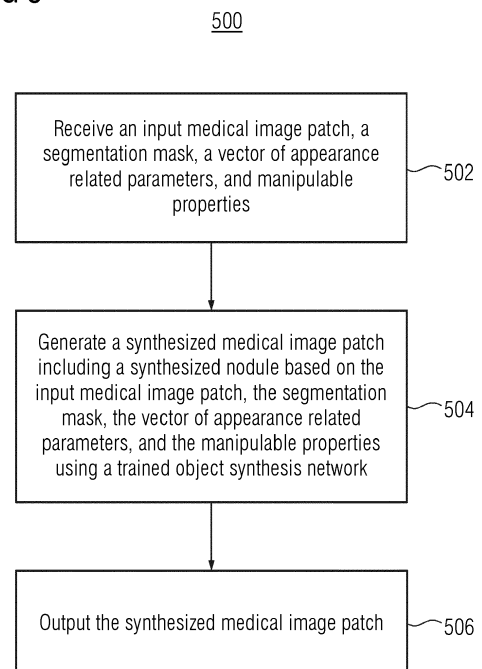 500
Receive an input medical image patch, a
segmentation mask, a vector of appearance
related parameters, and manipulable
properties
502
Generate a synthesized medical image patch
including a synthesized nodule based on the
input medical image patch, the segmentation
mask, the vector of appearance related
parameters, and the manipulable properties
using a trained object synthesis network
504
Output the synthesized medical image patch
506